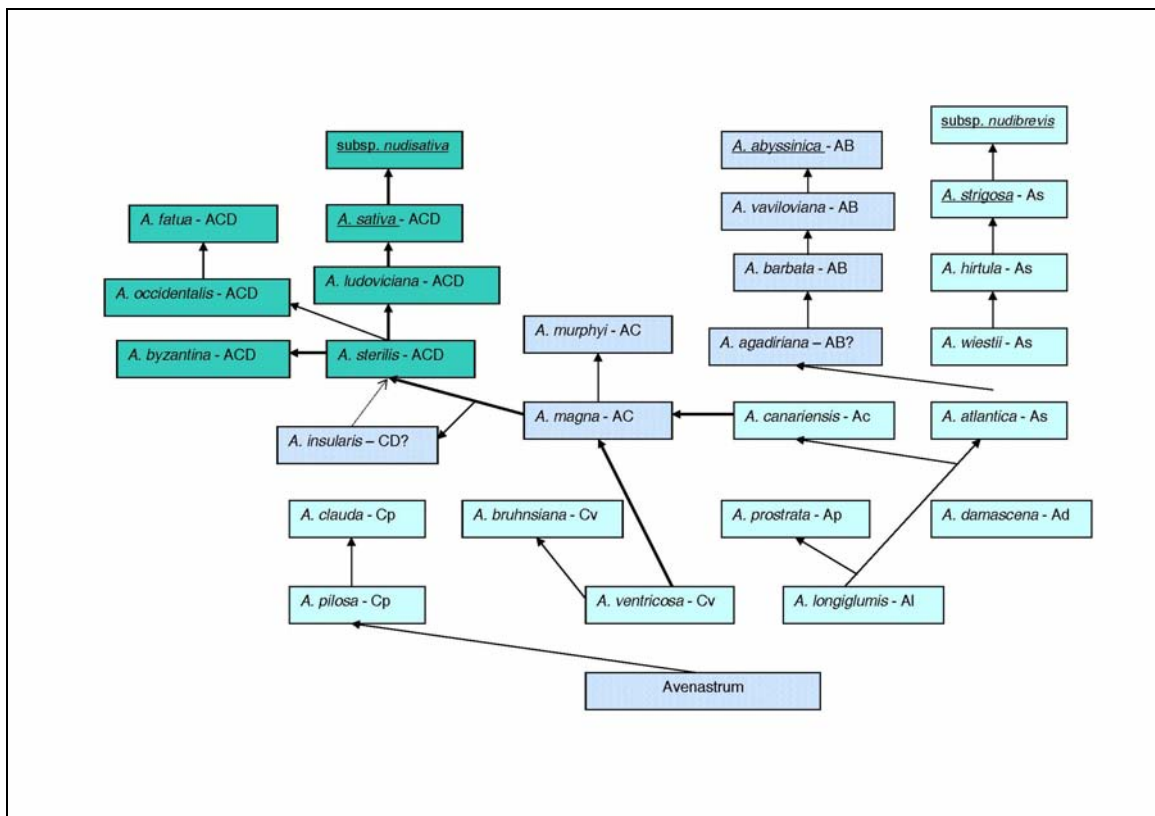 subsp. nudibrevis
subsp. nudisativa
A. abyssinica - AB
A. strigosa - As
A. fatua - ACD
A. sativa - ACD
A. vaviloviana - AB
A. occidentalis - ACD
A. ludoviciana - ACD
A. barbata - AB
A. hirtula - As
A. murphyi - AC
A. byzantina - ACD
A. sterilis - ACD
A. agadiriana – AB?
A. wiestii - As
A. magna - AC
A. canariensis - Ac
A. atlantica - As
A. insularis – CD?
A. clauda - Cp
A. bruhnsiana - Cv
A. prostrata - Ap
A. damascena - Ad
A. pilosa - Cp
A. ventricosa - Cv
A. longiglumis - Al
Avenastrum